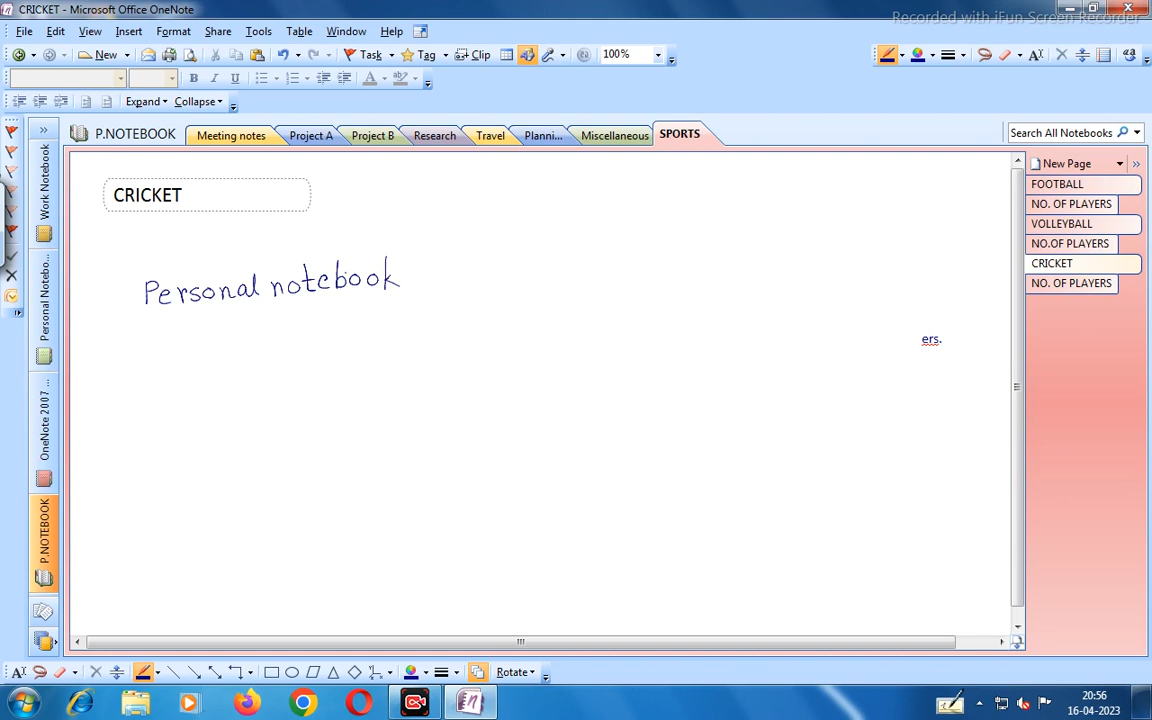 CRICKET - Microsoft Office OneNote
Recorded with iFun Screen Recorder
File Edit View Insert Format Share Tools Table Window Help
New Task Tag Clip 100%
B I U A ab
Expand Collapse
P.NOTEBOOK Meeting notes Project A Project B Research Travel Planni... Miscellaneous SPORTS Search All Notebooks
Work Notebook
Personal Notebo...
OneNote 2007 ...
P.NOTEBOOK
CRICKET
Personal notebook
ers.
New Page
FOOTBALL
NO. OF PLAYERS
VOLLEYBALL
NO.OF PLAYERS
CRICKET
NO. OF PLAYERS
Rotate
20:56
16-04-2023